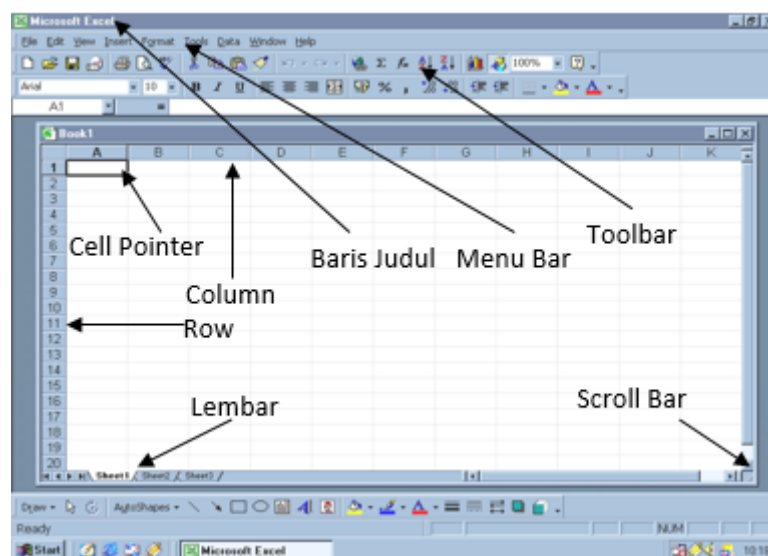 Microsoft Excel
File Edit View Insert Format Tools Data Window Help
100%
Arial 10 B I U % ,
A1 =
Book1
A B C D E F G H I J K
1
2
3
4
5
6
7
8
9
10
11
12
13
14
15
16
17
18
19
20
Cell Pointer
Baris Judul
Menu Bar
Toolbar
Column
Row
Lembar
Scroll Bar
Sheet1 Sheet2 Sheet3
Draw AutoShapes
Ready NUM
Start Microsoft Excel